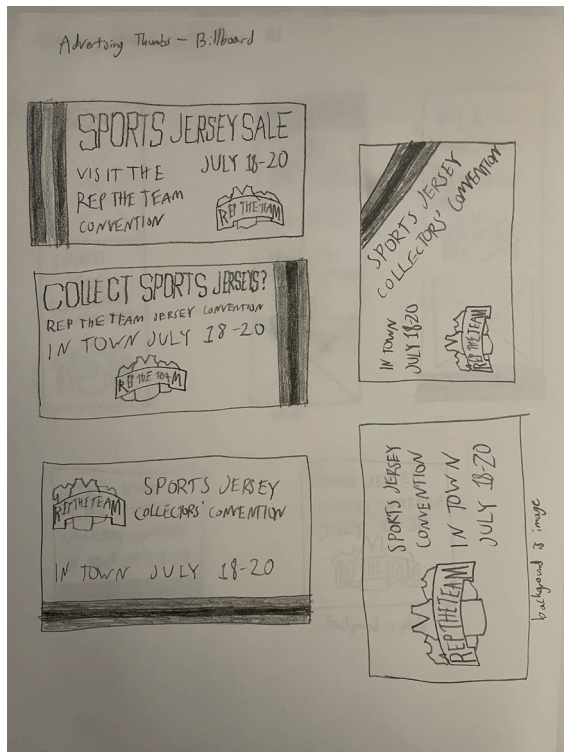 Advertising Thumbs - Billboard
SPORTS JERSEY SALE
VISIT THE
REP THE TEAM
CONVENTION
JULY 18-20
REP THE TEAM
COLLECT SPORTS JERSEYS?
REP THE TEAM JERSEY CONVENTION
IN TOWN JULY 18-20
REP THE TEAM
REP THE TEAM
SPORTS JERSEY
COLLECTORS' CONVENTION
IN TOWN JULY 18-20
SPORTS JERSEY
COLLECTORS' CONVENTION
IN TOWN
JULY 18-20
REP THE TEAM
SPORTS JERSEY
CONVENTION
IN TOWN
JULY 18-20
REP THE TEAM
background is image